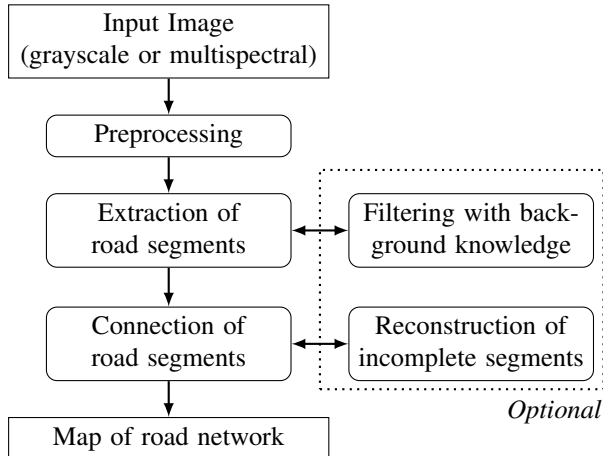 Input Image
(grayscale or multispectral)
Preprocessing
Extraction of
road segments
Filtering with back-
ground knowledge
Connection of
road segments
Reconstruction of
incomplete segments
Optional
Map of road network